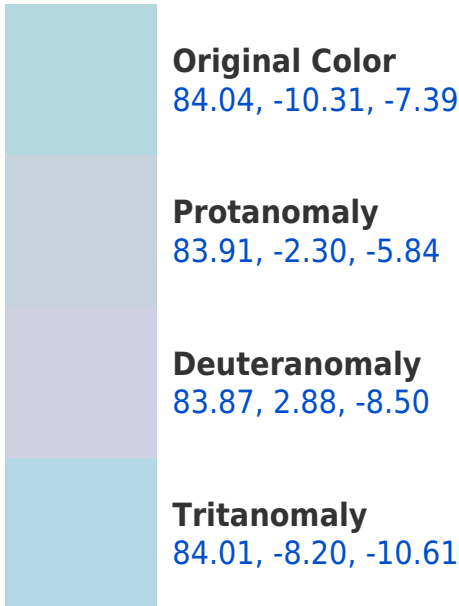 Original Color
84.04, -10.31, -7.39
Protanomaly
83.91, -2.30, -5.84
Deuteranomaly
83.87, 2.88, -8.50
Tritanomaly
84.01, -8.20, -10.61